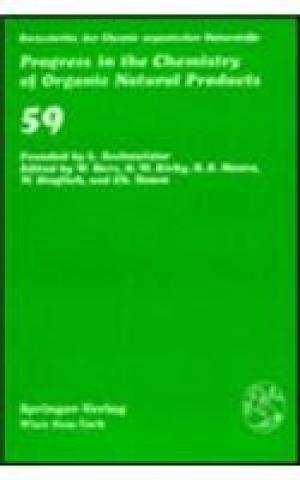 Fortschritte der Chemie organischer Naturstoffe
Progress in the Chemistry
of Organic Natural Products
59
Founded by L. Zechmeister
Edited by W. Herz, G. W. Kirby, R. E. Moore,
W. Steglich, and Ch. Tamm
Springer-Verlag
Wien New York